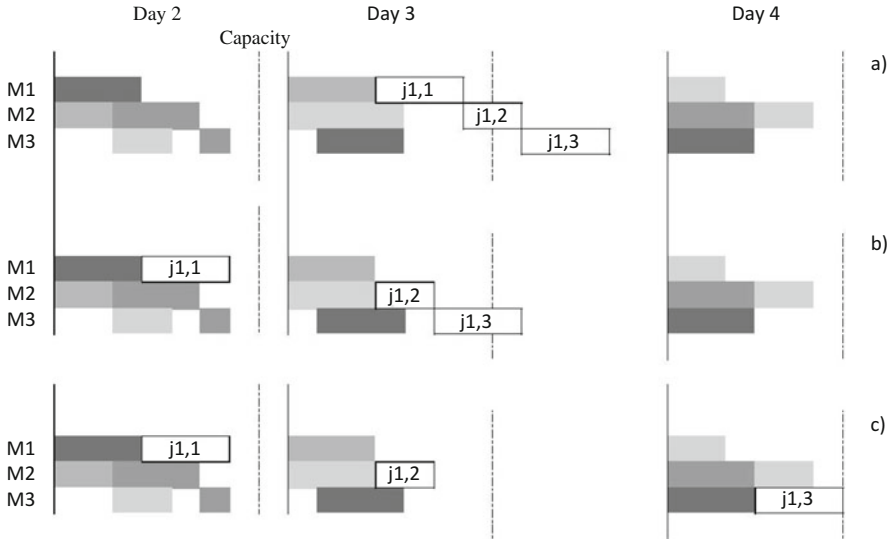 Day 2 Day 3 Day 4
Capacity
a)
M1 j1,1
M2 j1,2
M3 j1,3
b)
M1 j1,1
M2 j1,2
M3 j1,3
c)
M1 j1,1
M2 j1,2
M3 j1,3